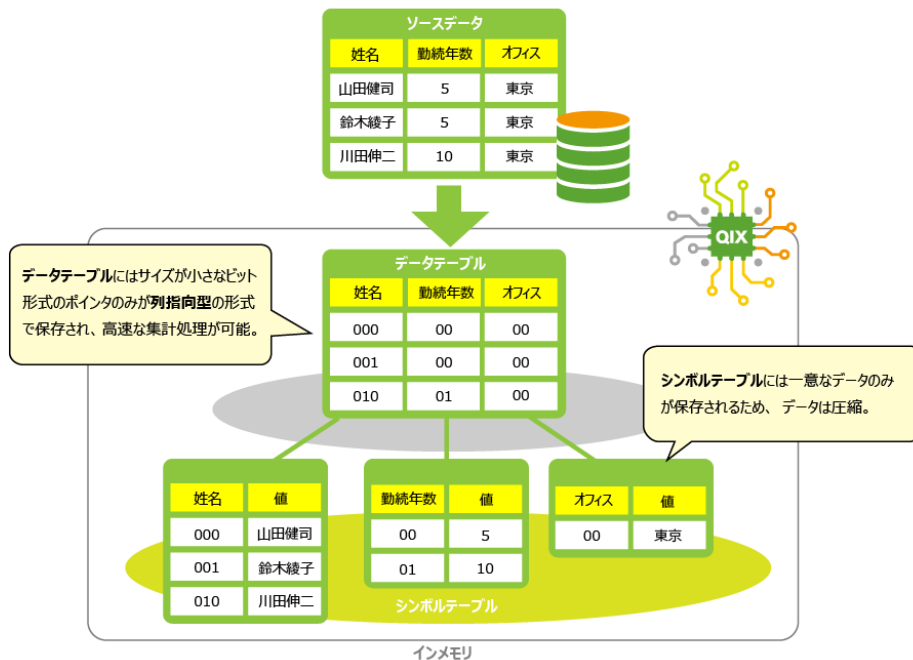 ソースデータ
姓名 勤続年数 オフィス
山田健司 5 東京
鈴木綾子 5 東京
川田伸二 10 東京
QIX
データテーブルにはサイズが小さなビット
形式のポインタのみが列指向型の形式
で保存され、高速な集計処理が可能。
データテーブル
姓名 勤続年数 オフィス
000 00 00
001 00 00
010 01 00
シンボルテーブルには一意なデータのみ
が保存されるため、データは圧縮。
姓名 値
000 山田健司
001 鈴木綾子
010 川田伸二
勤続年数 値
00 5
01 10
オフィス 値
00 東京
シンボルテーブル
インメモリ